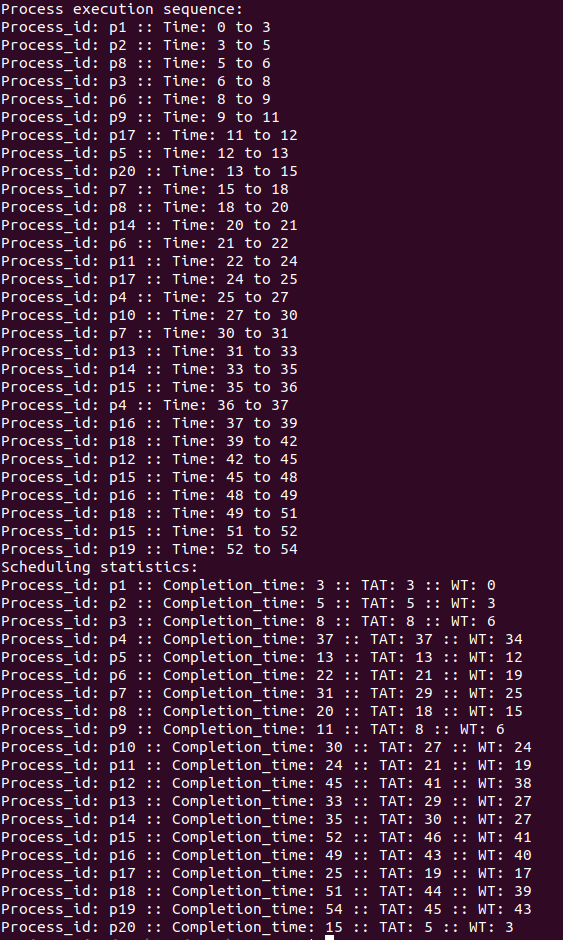 Process execution sequence:
Process_id: p1 :: Time: 0 to 3
Process_id: p2 :: Time: 3 to 5
Process_id: p8 :: Time: 5 to 6
Process_id: p3 :: Time: 6 to 8
Process_id: p6 :: Time: 8 to 9
Process_id: p9 :: Time: 9 to 11
Process_id: p17 :: Time: 11 to 12
Process_id: p5 :: Time: 12 to 13
Process_id: p20 :: Time: 13 to 15
Process_id: p7 :: Time: 15 to 18
Process_id: p8 :: Time: 18 to 20
Process_id: p14 :: Time: 20 to 21
Process_id: p6 :: Time: 21 to 22
Process_id: p11 :: Time: 22 to 24
Process_id: p17 :: Time: 24 to 25
Process_id: p4 :: Time: 25 to 27
Process_id: p10 :: Time: 27 to 30
Process_id: p7 :: Time: 30 to 31
Process_id: p13 :: Time: 31 to 33
Process_id: p14 :: Time: 33 to 35
Process_id: p15 :: Time: 35 to 36
Process_id: p4 :: Time: 36 to 37
Process_id: p16 :: Time: 37 to 39
Process_id: p18 :: Time: 39 to 42
Process_id: p12 :: Time: 42 to 45
Process_id: p15 :: Time: 45 to 48
Process_id: p16 :: Time: 48 to 49
Process_id: p18 :: Time: 49 to 51
Process_id: p15 :: Time: 51 to 52
Process_id: p19 :: Time: 52 to 54
Scheduling statistics:
Process_id: p1 :: Completion_time: 3 :: TAT: 3 :: WT: 0
Process_id: p2 :: Completion_time: 5 :: TAT: 5 :: WT: 3
Process_id: p3 :: Completion_time: 8 :: TAT: 8 :: WT: 6
Process_id: p4 :: Completion_time: 37 :: TAT: 37 :: WT: 34
Process_id: p5 :: Completion_time: 13 :: TAT: 13 :: WT: 12
Process_id: p6 :: Completion_time: 22 :: TAT: 21 :: WT: 19
Process_id: p7 :: Completion_time: 31 :: TAT: 29 :: WT: 25
Process_id: p8 :: Completion_time: 20 :: TAT: 18 :: WT: 15
Process_id: p9 :: Completion_time: 11 :: TAT: 8 :: WT: 6
Process_id: p10 :: Completion_time: 30 :: TAT: 27 :: WT: 24
Process_id: p11 :: Completion_time: 24 :: TAT: 21 :: WT: 19
Process_id: p12 :: Completion_time: 45 :: TAT: 41 :: WT: 38
Process_id: p13 :: Completion_time: 33 :: TAT: 29 :: WT: 27
Process_id: p14 :: Completion_time: 35 :: TAT: 30 :: WT: 27
Process_id: p15 :: Completion_time: 52 :: TAT: 46 :: WT: 41
Process_id: p16 :: Completion_time: 49 :: TAT: 43 :: WT: 40
Process_id: p17 :: Completion_time: 25 :: TAT: 19 :: WT: 17
Process_id: p18 :: Completion_time: 51 :: TAT: 44 :: WT: 39
Process_id: p19 :: Completion_time: 54 :: TAT: 45 :: WT: 43
Process_id: p20 :: Completion_time: 15 :: TAT: 5 :: WT: 3